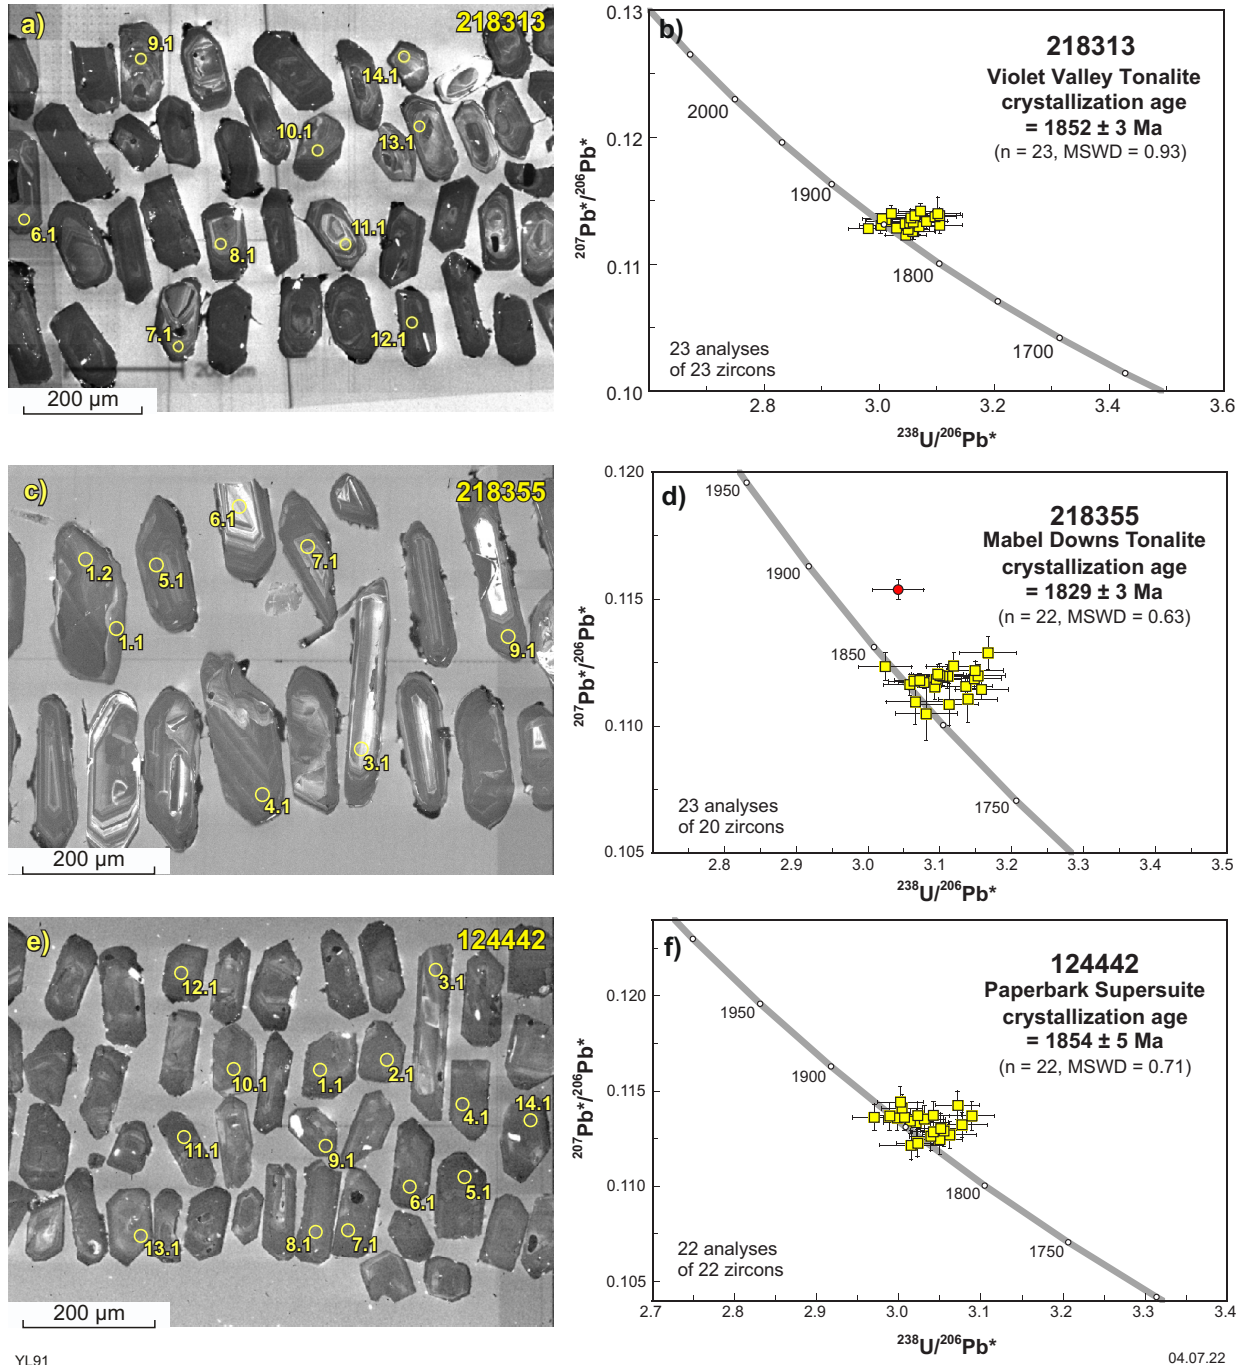 a)
218313
9.1
14.1
10.1
13.1
6.1
8.1
11.1
7.1
12.1
200 µm
b)
218313
Violet Valley Tonalite
crystallization age
= 1852 ± 3 Ma
(n = 23, MSWD = 0.93)
2000
1900
1800
1700
23 analyses
of 23 zircons
0.13
0.12
0.11
0.10
2.8
3.0
3.2
3.4
3.6
207Pb*/206Pb*
238U/206Pb*
c)
218355
6.1
7.1
1.2
5.1
1.1
9.1
3.1
4.1
200 µm
d)
218355
Mabel Downs Tonalite
crystallization age
= 1829 ± 3 Ma
(n = 22, MSWD = 0.63)
1950
1900
1850
1750
23 analyses
of 20 zircons
0.120
0.115
0.110
0.105
2.8
2.9
3.0
3.1
3.2
3.3
3.4
3.5
207Pb*/206Pb*
238U/206Pb*
e)
124442
12.1
3.1
10.1
1.1
2.1
4.1
14.1
11.1
9.1
6.1
5.1
13.1
8.1
7.1
200 µm
f)
124442
Paperbark Supersuite
crystallization age
= 1854 ± 5 Ma
(n = 22, MSWD = 0.71)
1950
1900
1800
1750
22 analyses
of 22 zircons
0.120
0.115
0.110
0.104
2.7
2.8
2.9
3.0
3.1
3.2
3.3
3.4
207Pb*/206Pb*
238U/206Pb*
YL91
04.07.22